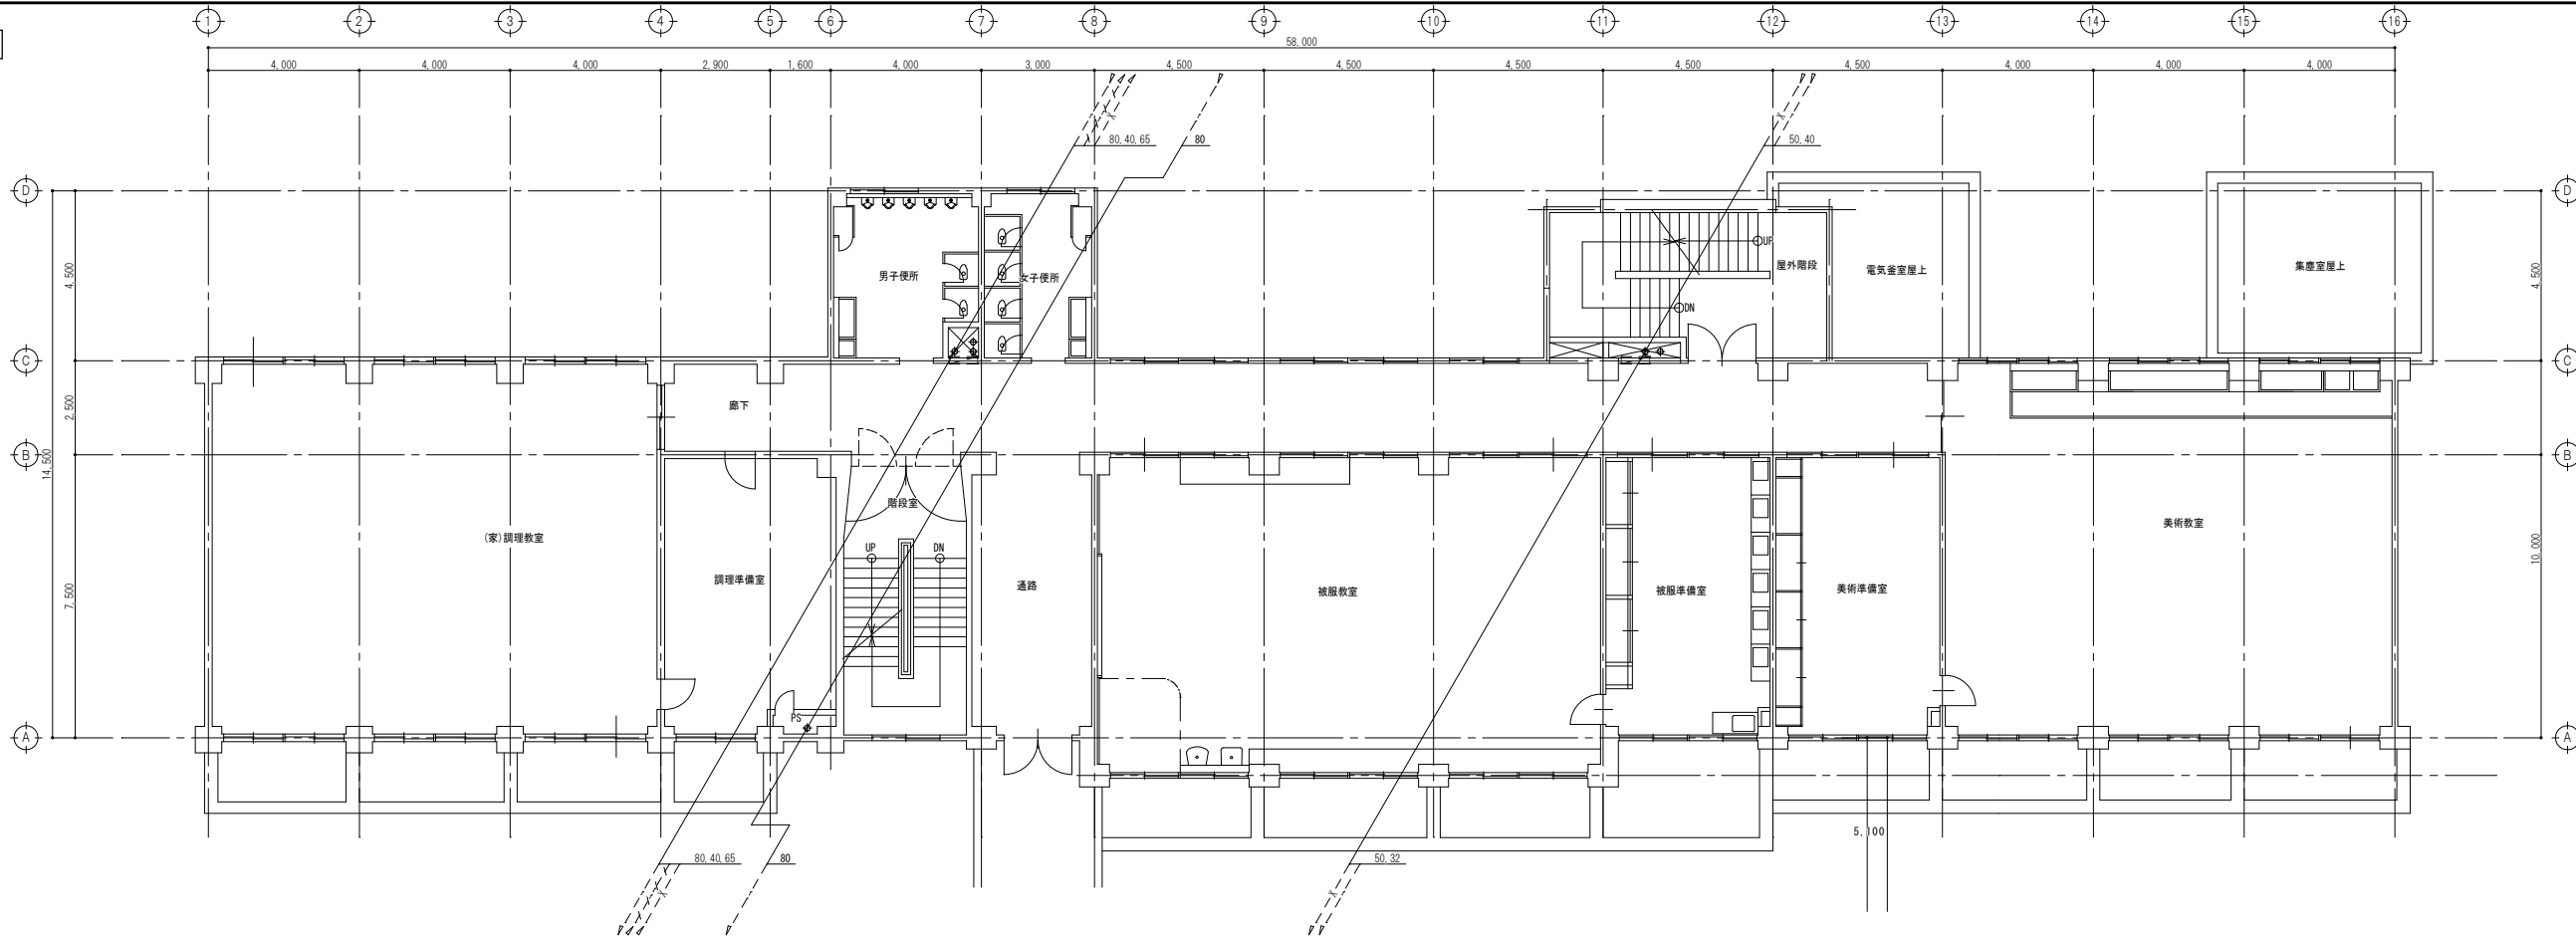 1 2 3 4 5 6 7 8 9 10 11 12 13 14 15 16
58,000
4,000 4,000 4,000 2,900 1,600 4,000 3,000 4,500 4,500 4,500 4,500 4,500 4,000 4,000 4,000
80,40,65 80 50,40
D D
UP
屋外階段
男子便所 女子便所 電気釜室屋上 集塵室屋上
4,500 4,500
DN
C C
廊下
2,500
B B
14,500
階段室
美術教室
(家)調理教室
UP DN
10,000
調理準備室 通路 被服教室 被服準備室 美術準備室
7,500
PS
A A
5,100
80,40,65 80 50,32